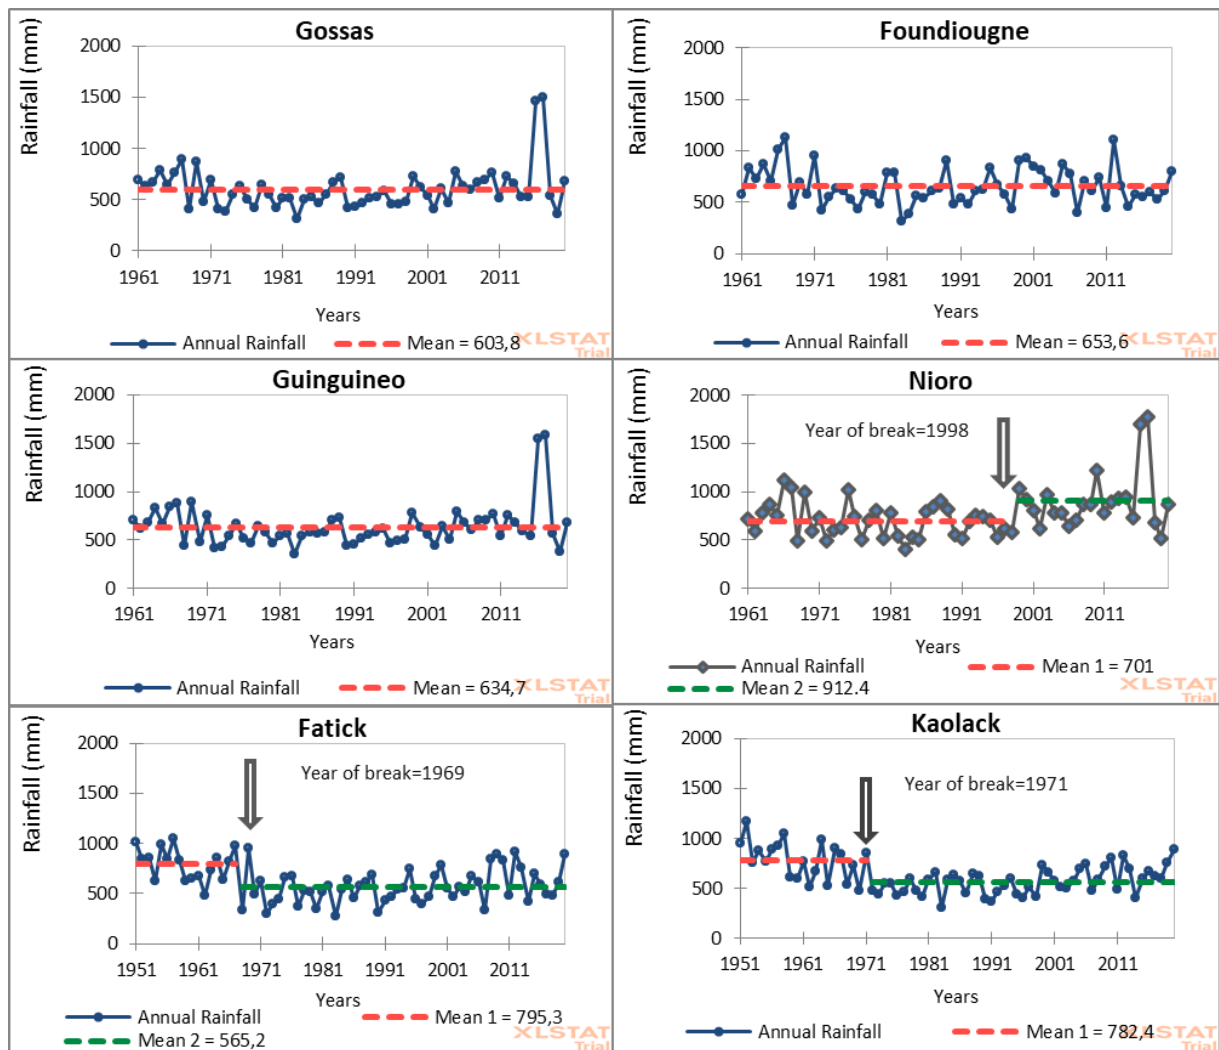 Gossas
Rainfall (mm)
2000
1500
1000
500
0
1961 1971 1981 1991 2001 2011
Years
Annual Rainfall Mean = 603,8
XLSTAT
Trial
Foundiougne
Rainfall (mm)
2000
1500
1000
500
0
1961 1971 1981 1991 2001 2011
Years
Annual Rainfall Mean = 653,6
XLSTAT
Trial
Guinguineo
Rainfall (mm)
2000
1500
1000
500
0
1961 1971 1981 1991 2001 2011
Years
Annual Rainfall Mean = 634,7
XLSTAT
Trial
Nioro
Rainfall (mm)
Year of break=1998
2000
1500
1000
500
0
1961 1971 1981 1991 2001 2011
Years
Annual Rainfall Mean 1 = 701
Mean 2 = 912.4
XLSTAT
Trial
Fatick
Rainfall (mm)
Year of break=1969
2000
1500
1000
500
0
1951 1961 1971 1981 1991 2001 2011
Years
Annual Rainfall Mean 1 = 795,3
Mean 2 = 565,2
XLSTAT
Trial
Kaolack
Rainfall (mm)
Year of break=1971
2000
1500
1000
500
0
1951 1961 1971 1981 1991 2001 2011
Years
Annual Rainfall Mean 1 = 782,4
XLSTAT
Trial